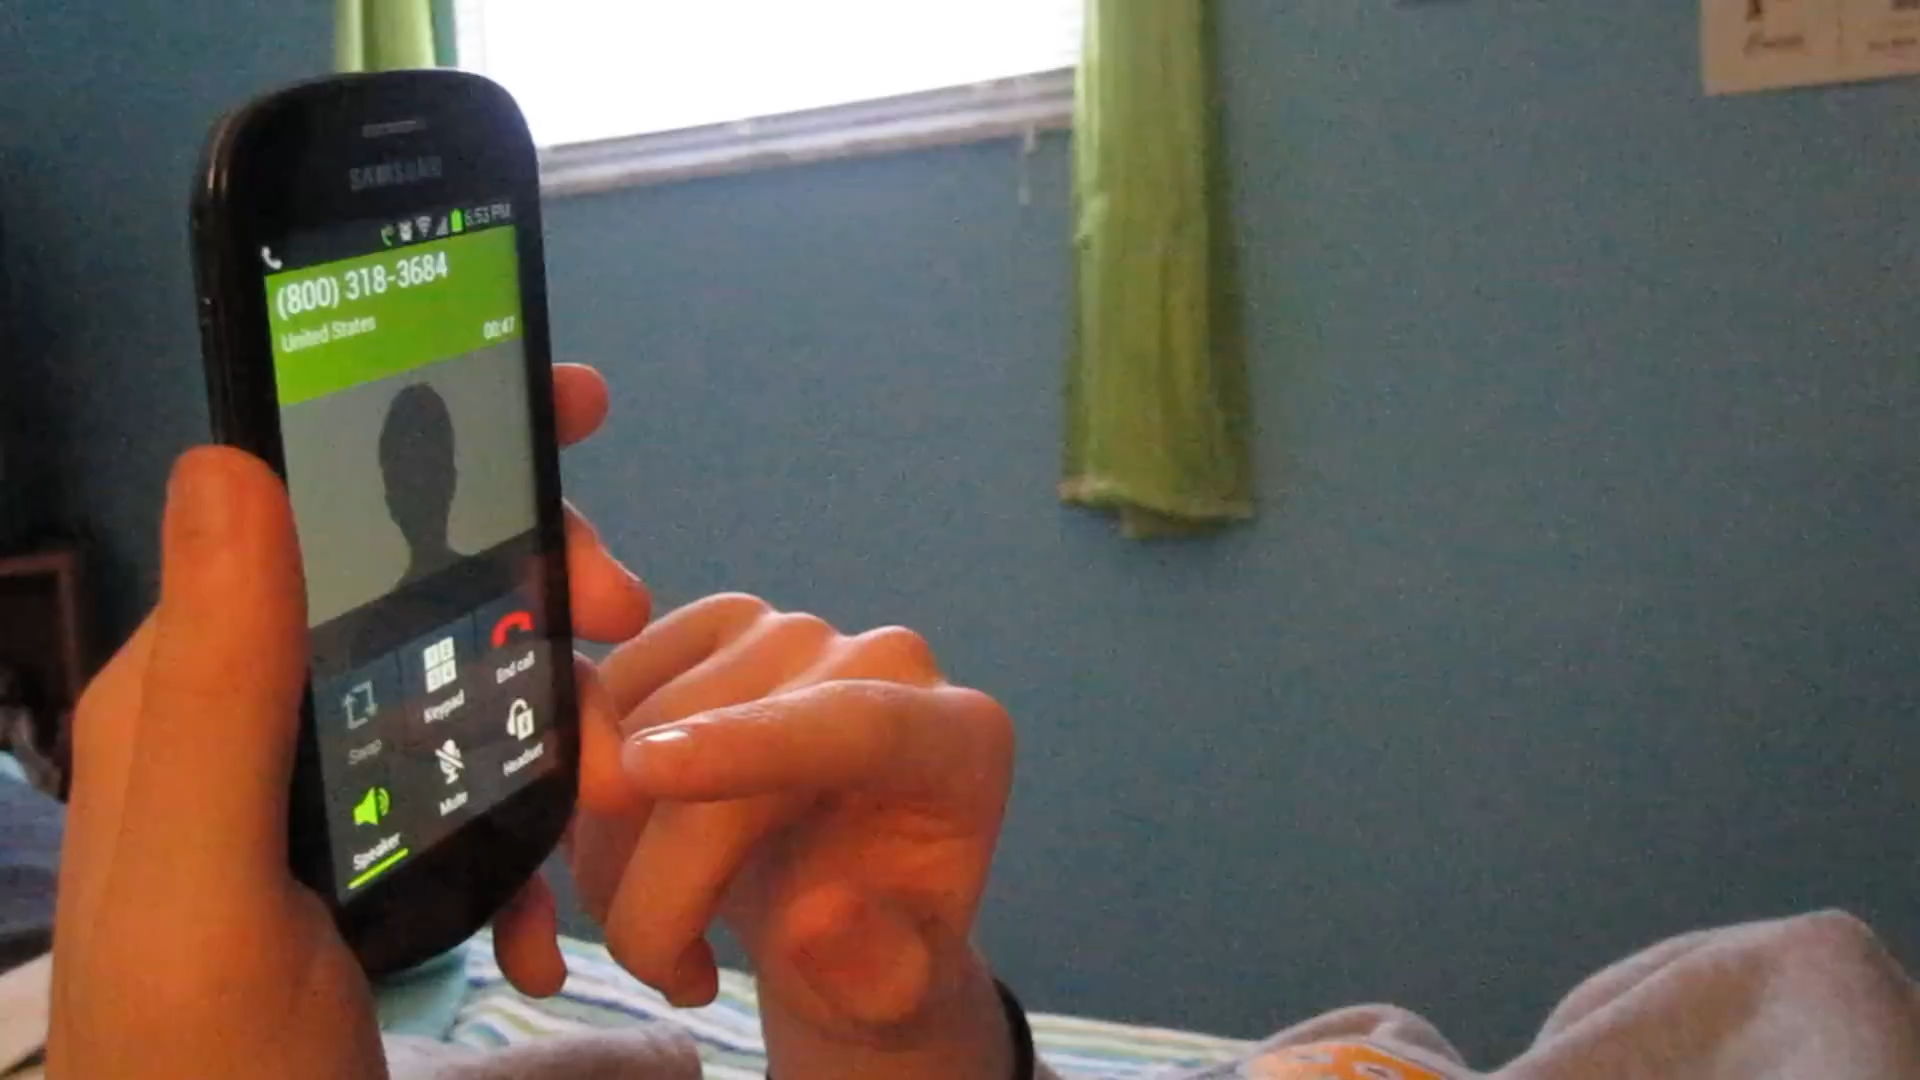 SAMSUNG
6:53 PM
(800) 318-3684
United States
00:47
Swap
Keypad
End call
Speaker
Mute
Headset